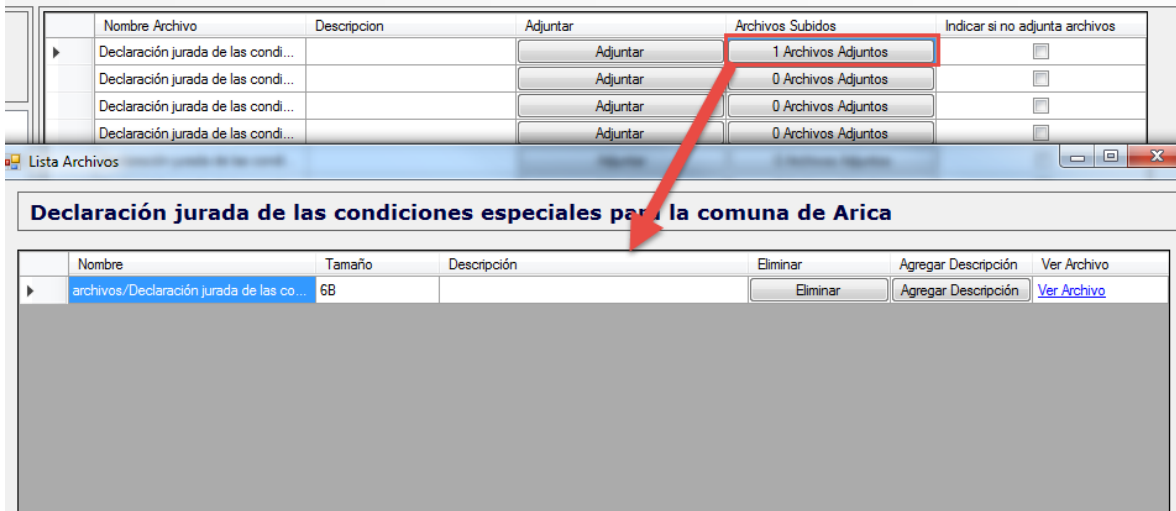 Nombre Archivo Descripcion Adjuntar Archivos Subidos Indicar si no adjunta archivos
Declaración jurada de las condi... Adjuntar 1 Archivos Adjuntos
Declaración jurada de las condi... Adjuntar 0 Archivos Adjuntos
Declaración jurada de las condi... Adjuntar 0 Archivos Adjuntos
Declaración jurada de las condi... Adjuntar 0 Archivos Adjuntos
Lista Archivos
Declaración jurada de las condiciones especiales para la comuna de Arica
Nombre Tamaño Descripción Eliminar Agregar Descripción Ver Archivo
archivos/Declaración jurada de las co... 6B Eliminar Agregar Descripción Ver Archivo